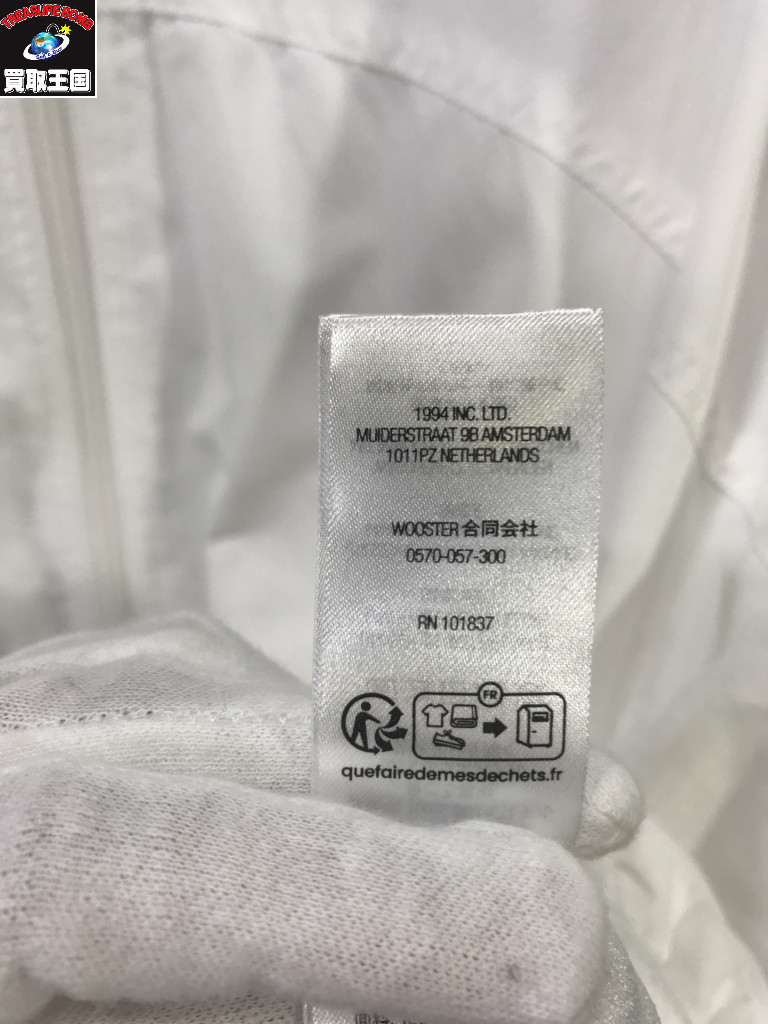 TREASURE BOMB
買取王国
1994 INC. LTD.
MUIDERSTRAAT 9B AMSTERDAM
1011PZ NETHERLANDS
WOOSTER 合同会社
0570-057-300
RN 101837
FR
quefairedemesdechets.fr